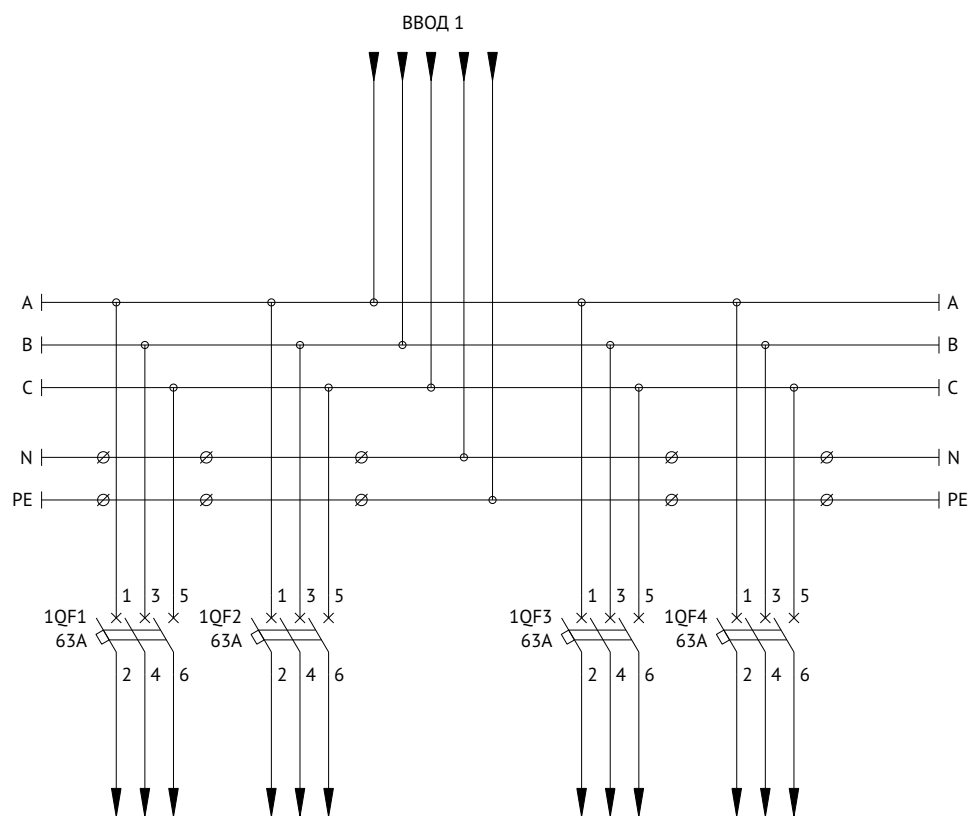 ВВОД 1
A A
B B
C C
N N
PE PE
1 3 5 1 3 5 1 3 5 1 3 5
1QF1 1QF2 1QF3 1QF4
63A 63A 63A 63A
2 4 6 2 4 6 2 4 6 2 4 6